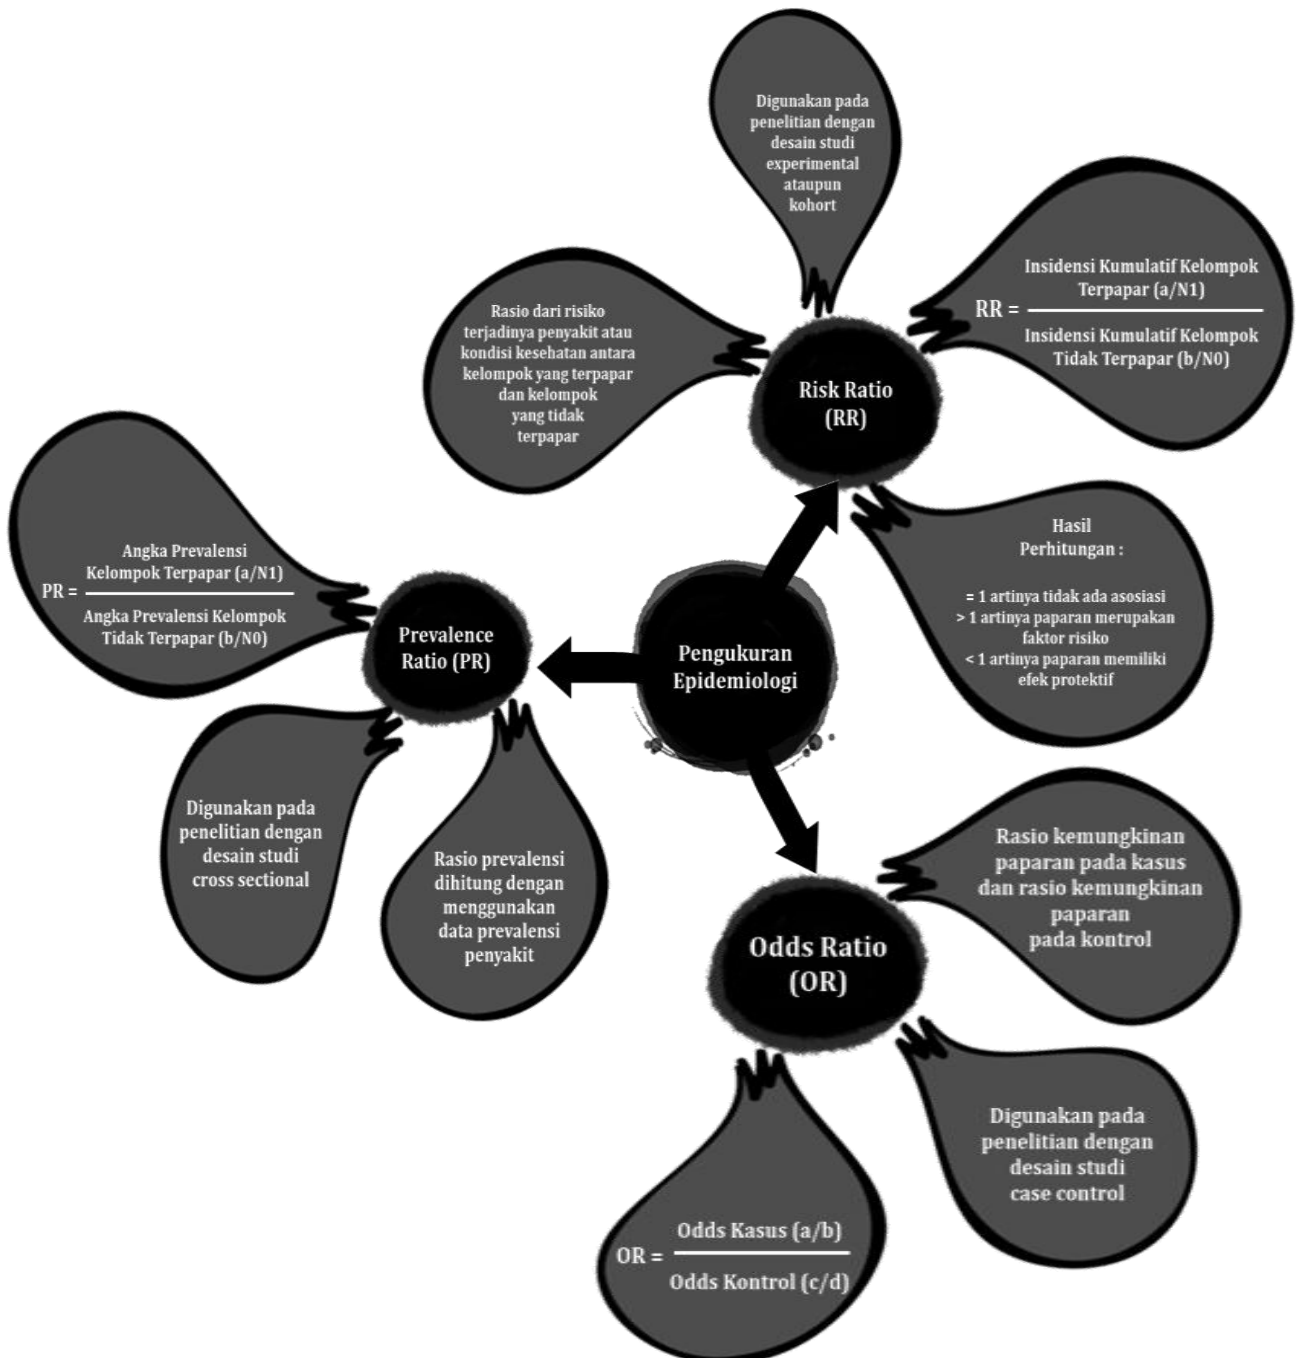 Digunakan pada
penelitian dengan
desain studi
experimental
ataupun
kohort
Rasio dari risiko
terjadinya penyakit atau
kondisi kesehatan antara
kelompok yang terpapar
dan kelompok
yang tidak
terpapar
Insidensi Kumulatif Kelompok
Terpapar (a/N1)
RR =
Insidensi Kumulatif Kelompok
Tidak Terpapar (b/N0)
Risk Ratio
(RR)
Hasil
Perhitungan :
= 1 artinya tidak ada asosiasi
> 1 artinya paparan merupakan
faktor risiko
< 1 artinya paparan memiliki
efek protektif
Angka Prevalensi
Kelompok Terpapar (a/N1)
PR =
Angka Prevalensi Kelompok
Tidak Terpapar (b/N0)
Prevalence
Ratio (PR)
Pengukuran
Epidemiologi
Digunakan pada
penelitian dengan
desain studi
cross sectional
Rasio prevalensi
dihitung dengan
menggunakan
data prevalensi
penyakit
Rasio kemungkinan
paparan pada kasus
dan rasio kemungkinan
paparan
pada kontrol
Odds Ratio
(OR)
Digunakan pada
penelitian dengan
desain studi
case control
Odds Kasus (a/b)
OR =
Odds Kontrol (c/d)